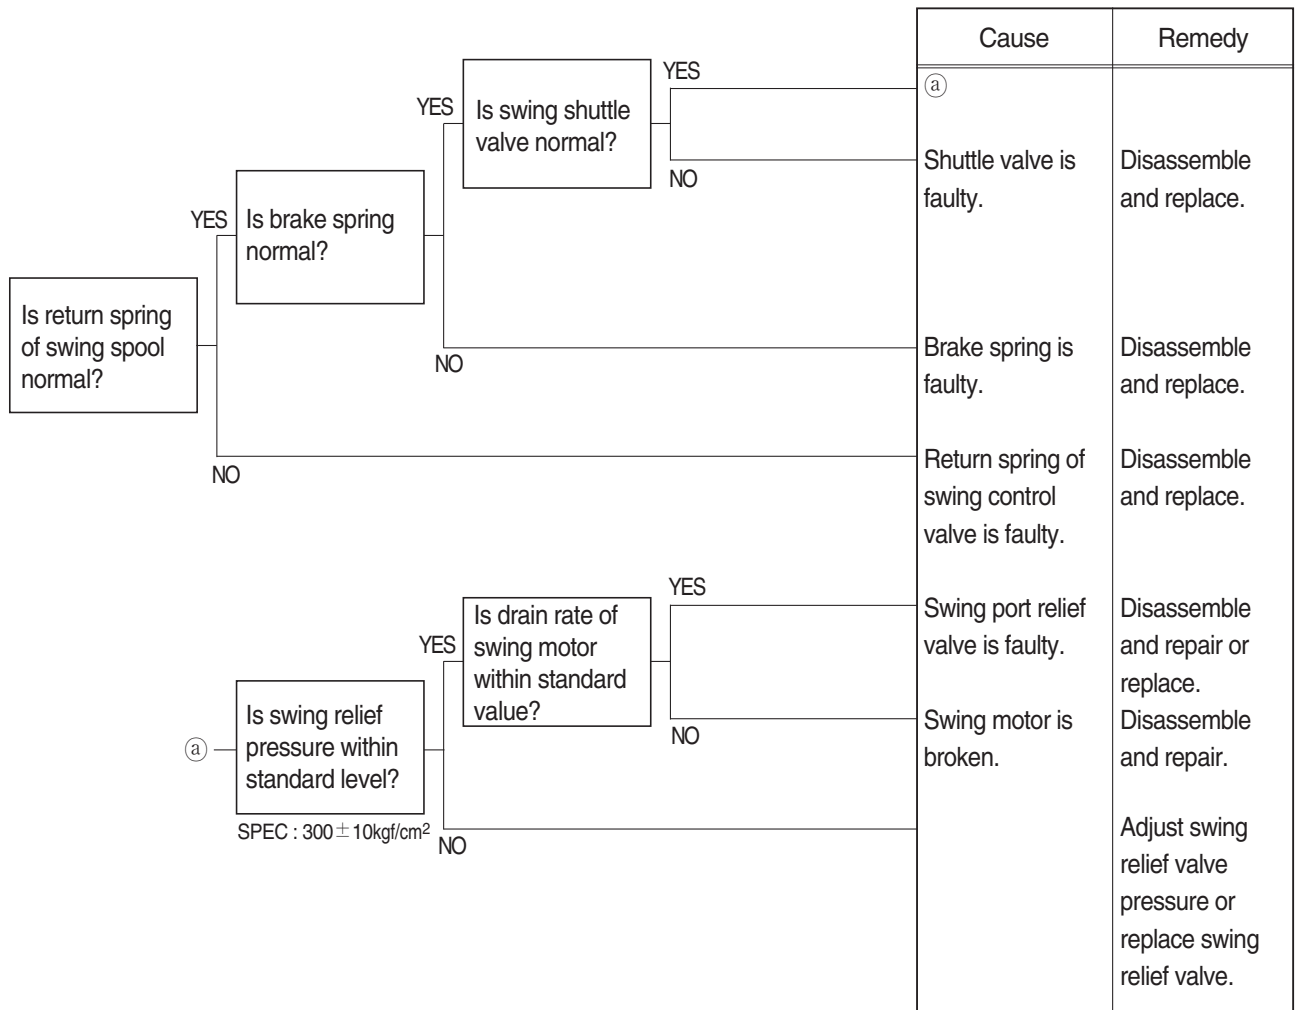 Cause
Remedy
YES
ⓐ
YES
Is swing shuttle
valve normal?
NO
Shuttle valve is
faulty.
Disassemble
and replace.
YES
Is brake spring
normal?
NO
Brake spring is
faulty.
Disassemble
and replace.
Is return spring
of swing spool
normal?
NO
Return spring of
swing control
valve is faulty.
Disassemble
and replace.
YES
Is drain rate of
swing motor
within standard
value?
YES
Swing port relief
valve is faulty.
Disassemble
and repair or
replace.
NO
Swing motor is
broken.
Disassemble
and repair.
ⓐ
Is swing relief
pressure within
standard level?
SPEC : 300±10kgf/cm²
NO
Adjust swing
relief valve
pressure or
replace swing
relief valve.